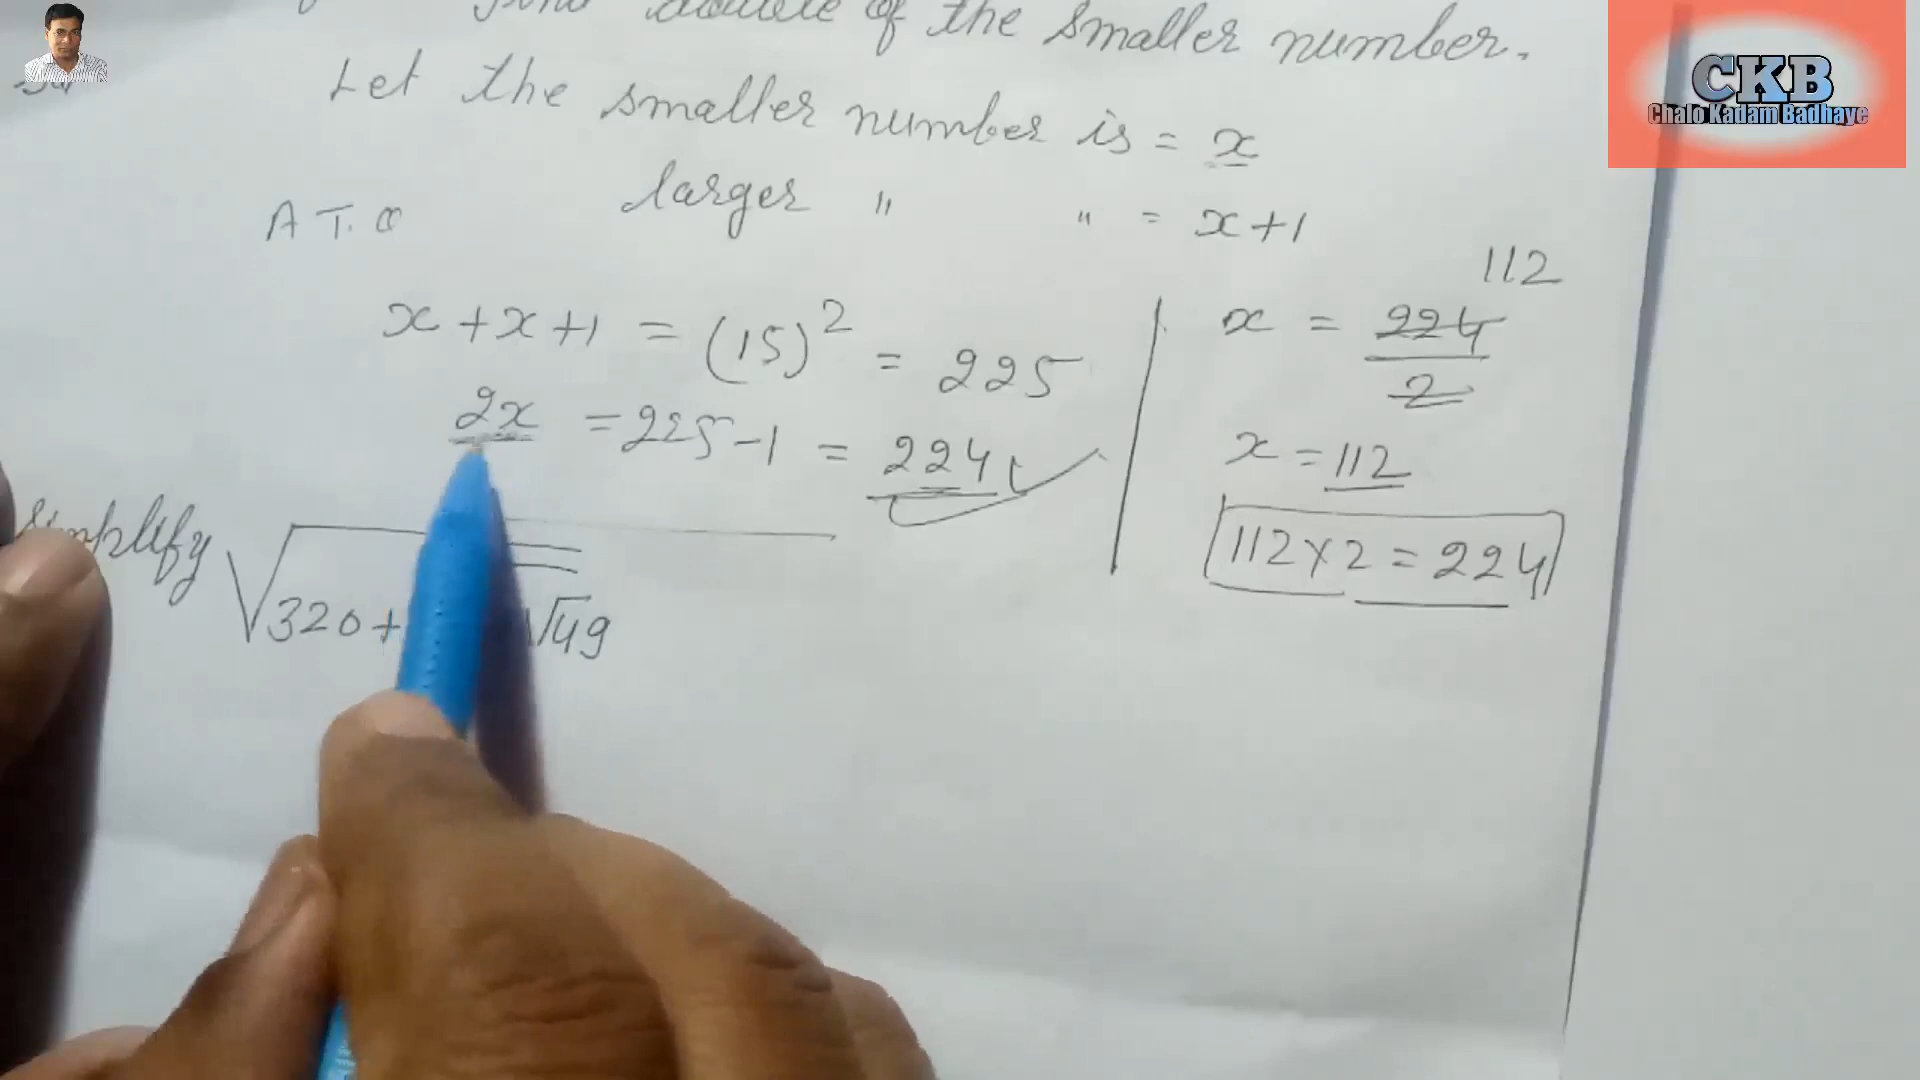 double of the smaller number.
Let the smaller number is = x
larger " " = x+1
A T. Q
x + x + 1 = (15)² = 225
2x = 225 - 1 = 224
112
x = 224/2
x = 112
112 × 2 = 224
Simplify √320+ √49
CKB
Chalo Kadam Badhaye